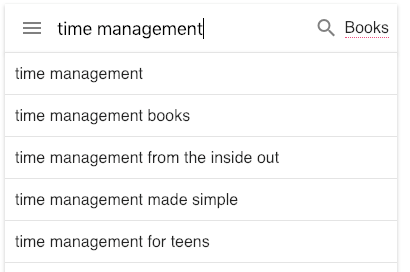 time management Books
time management
time management books
time management from the inside out
time management made simple
time management for teens